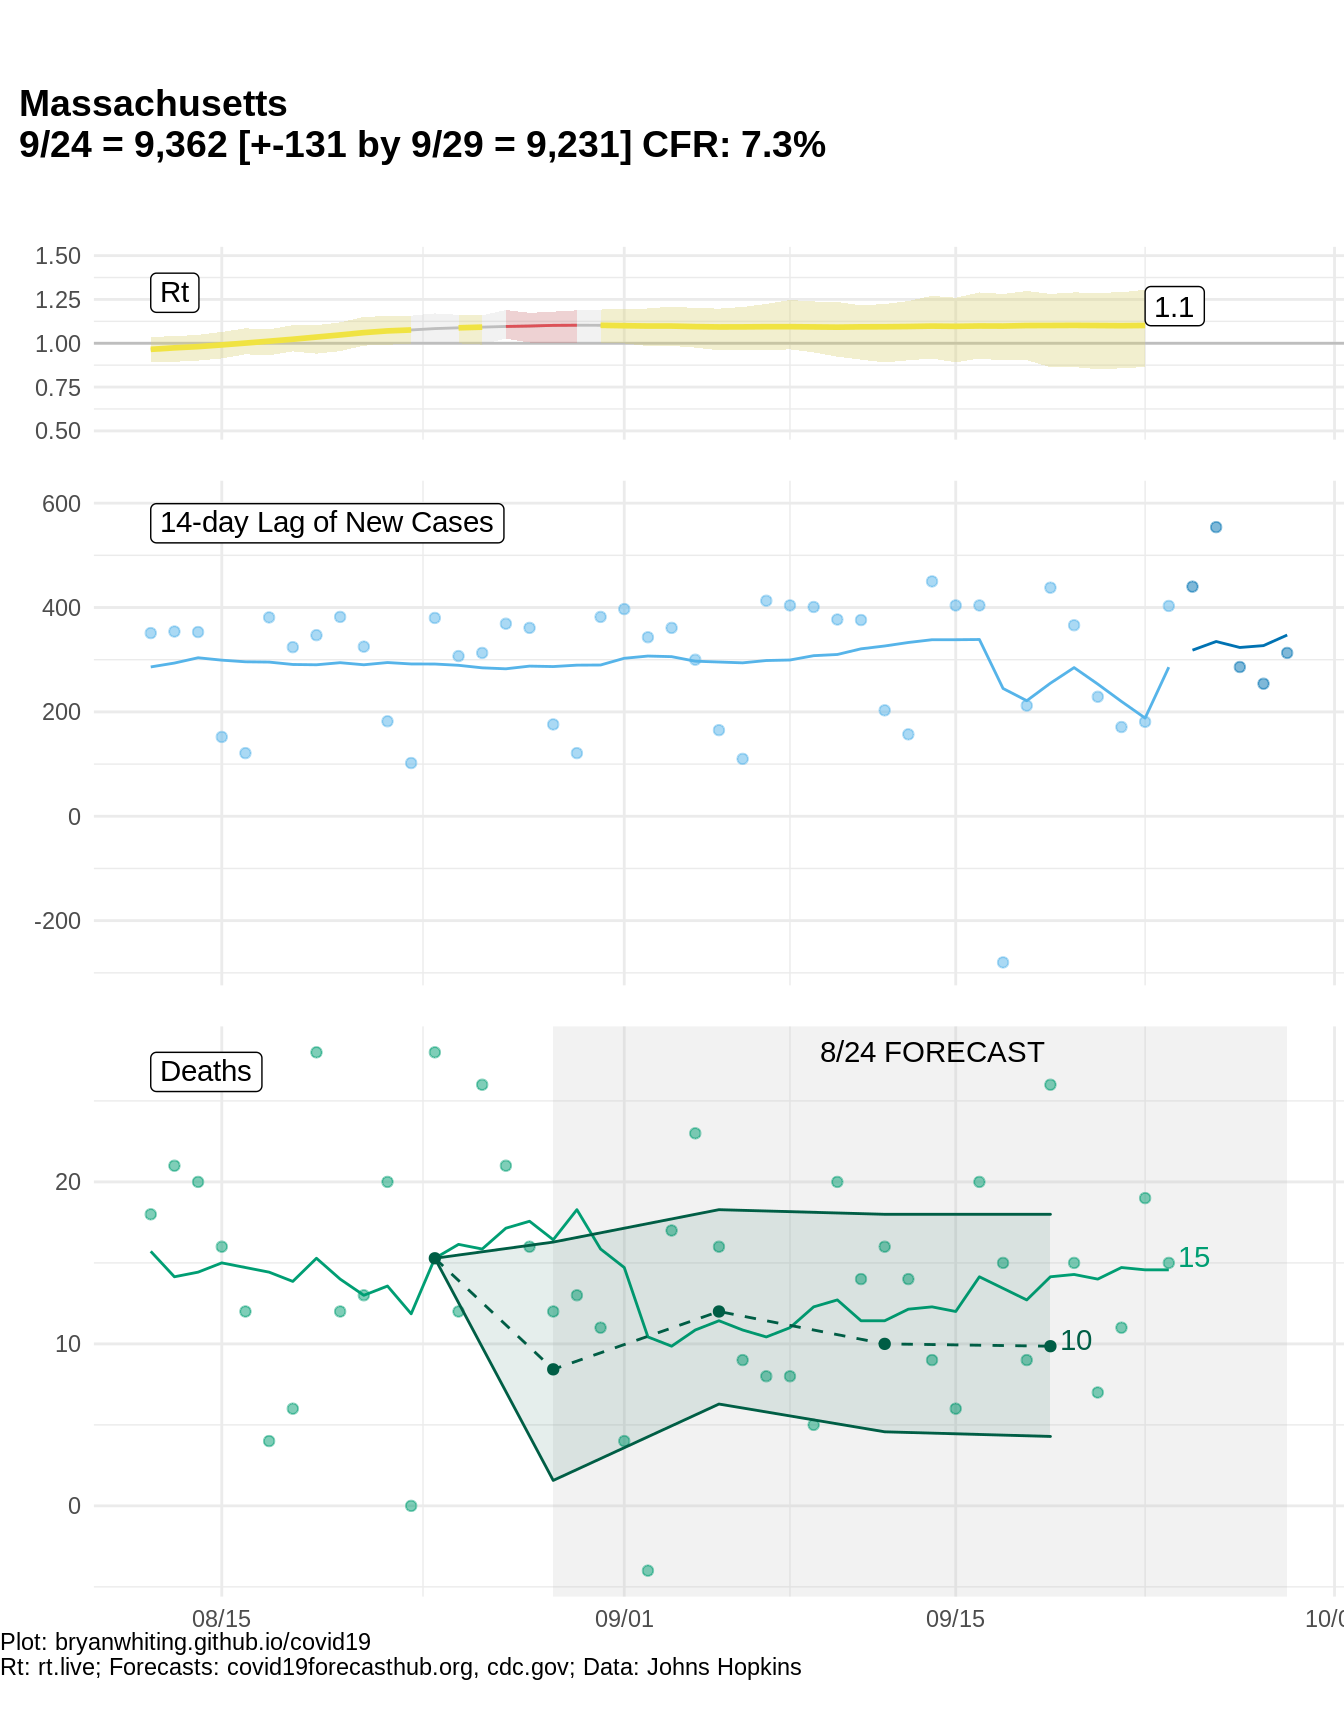 Massachusetts
9/24 = 9,362 [+-131 by 9/29 = 9,231] CFR: 7.3%
1.50
1.25
1.00
0.75
0.50
Rt
1.1
600
400
200
0
-200
14-day Lag of New Cases
Deaths
8/24 FORECAST
20
10
0
15
10
08/15
09/01
09/15
10/0
Plot: bryanwhiting.github.io/covid19
Rt: rt.live; Forecasts: covid19forecasthub.org, cdc.gov; Data: Johns Hopkins